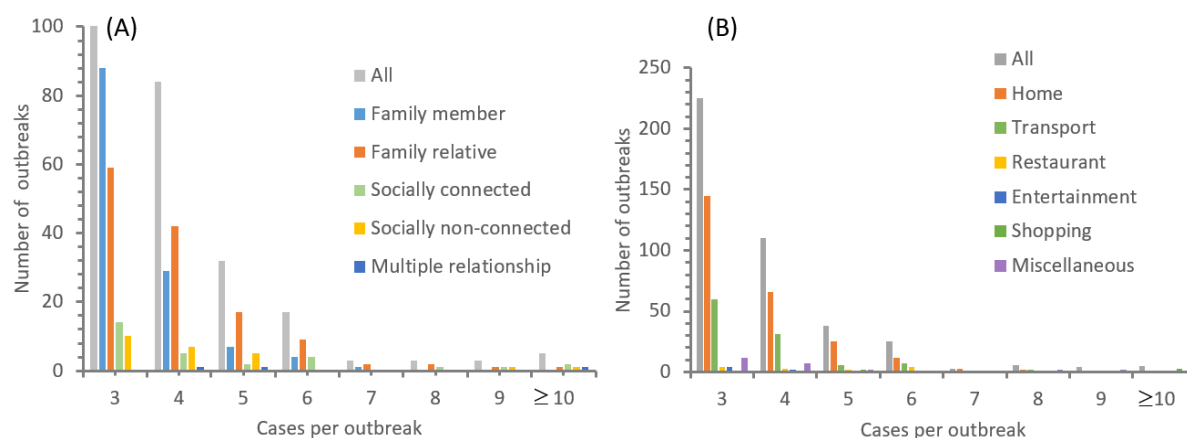 (A)
100
80
60
40
20
0
Number of outbreaks
All
Family member
Family relative
Socially connected
Socially non-connected
Multiple relationship
3 4 5 6 7 8 9 ≥10
Cases per outbreak
(B)
250
200
150
100
50
0
Number of outbreaks
All
Home
Transport
Restaurant
Entertainment
Shopping
Miscellaneous
3 4 5 6 7 8 9 ≥10
Cases per outbreak